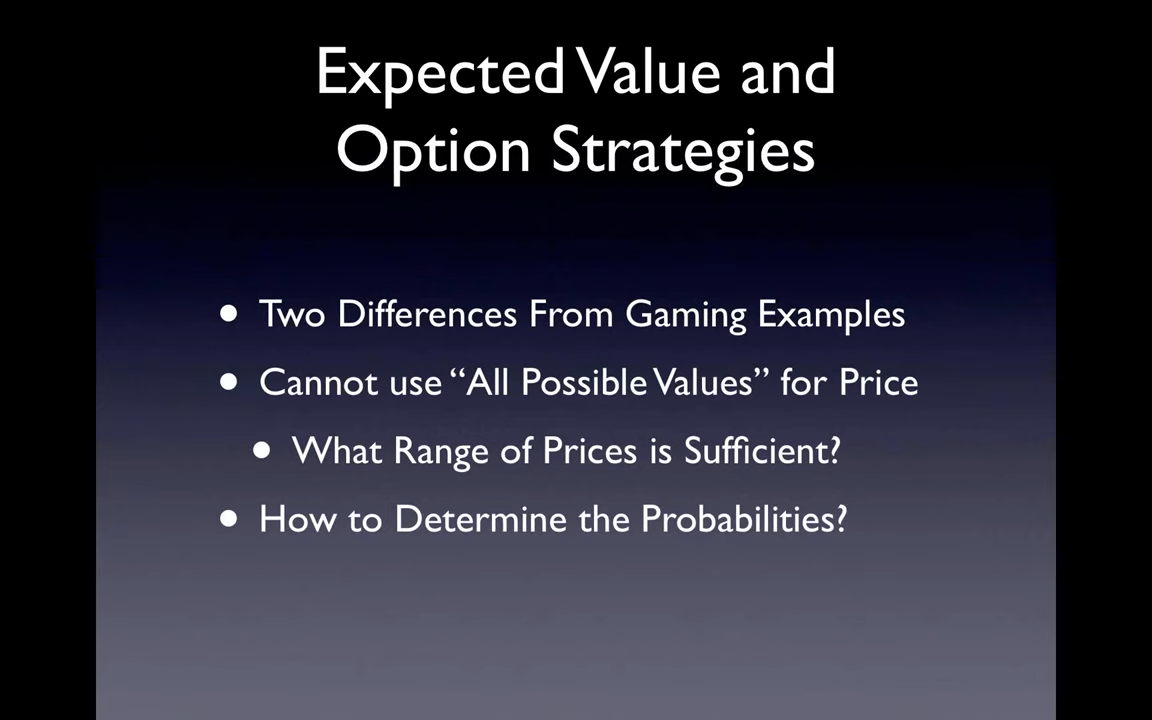 Expected Value and
Option Strategies
• Two Differences From Gaming Examples
• Cannot use “All Possible Values” for Price
• What Range of Prices is Sufficient?
• How to Determine the Probabilities?